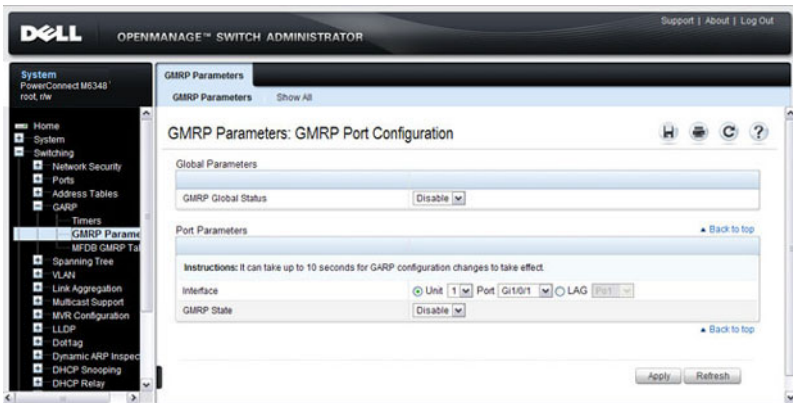 Support | About | Log Out
DELL OPENMANAGE™ SWITCH ADMINISTRATOR
System
PowerConnect M6348
root, r/w
Home
System
Switching
Network Security
Ports
Address Tables
GARP
Timers
GMRP Parame
MFDB GMRP Tal
Spanning Tree
VLAN
Link Aggregation
Multicast Support
MVR Configuration
LLDP
Dot1ag
Dynamic ARP Inspec
DHCP Snooping
DHCP Relay
GMRP Parameters
GMRP Parameters Show All
GMRP Parameters: GMRP Port Configuration
Global Parameters
GMRP Global Status Disable
Port Parameters Back to top
Instructions: It can take up to 10 seconds for GARP configuration changes to take effect.
Interface Unit 1 Port Gi1/0/1 LAG Po1
GMRP State Disable
Back to top
Apply Refresh